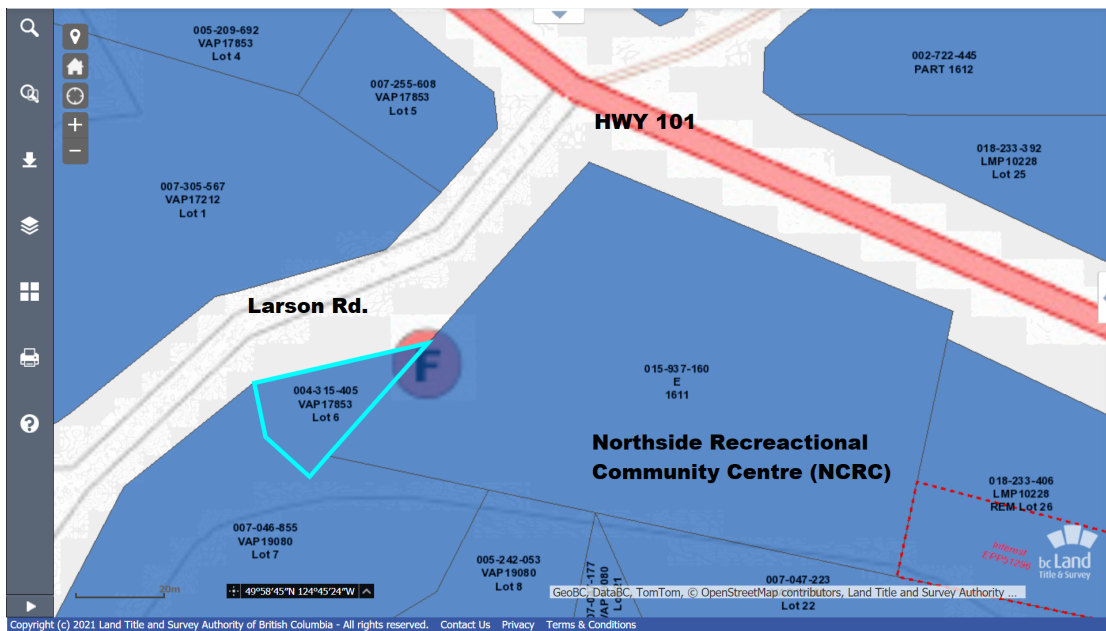 005-209-692
VAP17853
Lot 4
007-255-608
VAP17853
Lot 5
002-722-445
PART 1612
HWY 101
018-233-392
LMP10228
Lot 25
007-305-567
VAP17212
Lot 1
Larson Rd.
F
004-315-405
VAP17853
Lot 6
015-937-160
E
1611
Northside Recreactional
Community Centre (NCRC)
018-233-406
LMP10228
REM Lot 26
007-046-855
VAP19080
Lot 7
005-242-053
VAP19080
Lot 8
007-047-223
Lot 22
interest
EPP51296
bc Land
Title & Survey
20m
49°58'45"N 124°45'24"W
GeoBC, DataBC, TomTom, © OpenStreetMap contributors, Land Title and Survey Authority ...
Copyright (c) 2021 Land Title and Survey Authority of British Columbia - All rights reserved. Contact Us Privacy Terms & Conditions